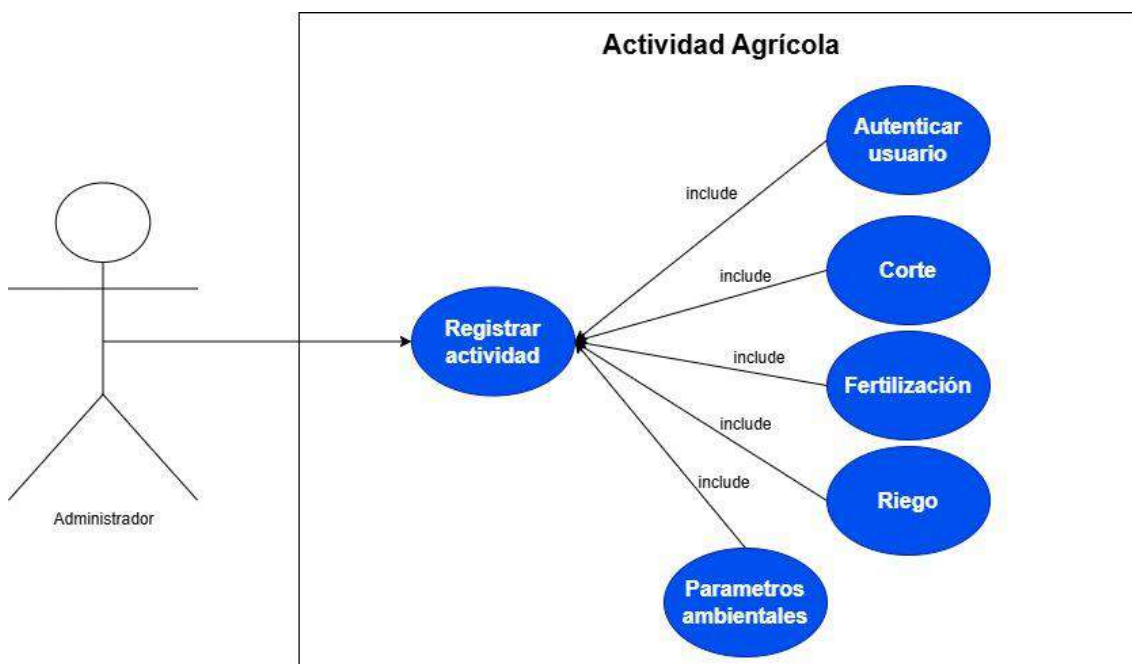 Actividad Agrícola
Autenticar
usuario
include
Corte
include
Registrar
actividad
include
Fertilización
include
Riego
include
Administrador
Parametros
ambientales